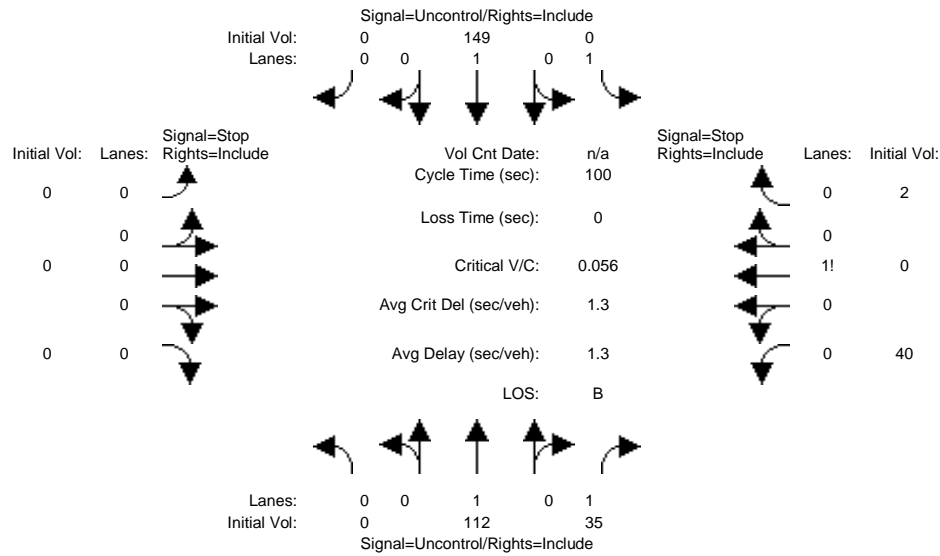 Signal=Uncontrol/Rights=Include
Initial Vol: 0 149 0
Lanes: 0 0 1 0 1
Signal=Stop Signal=Stop
Initial Vol: Lanes: Rights=Include Vol Cnt Date: n/a Rights=Include Lanes: Initial Vol:
Cycle Time (sec): 100
0 0 0 2
Loss Time (sec): 0
0 0
0 0 Critical V/C: 0.056 1! 0
0 Avg Crit Del (sec/veh): 1.3 0
0 0 Avg Delay (sec/veh): 1.3 0 40
LOS: B
Lanes: 0 0 1 0 1
Initial Vol: 0 112 35
Signal=Uncontrol/Rights=Include